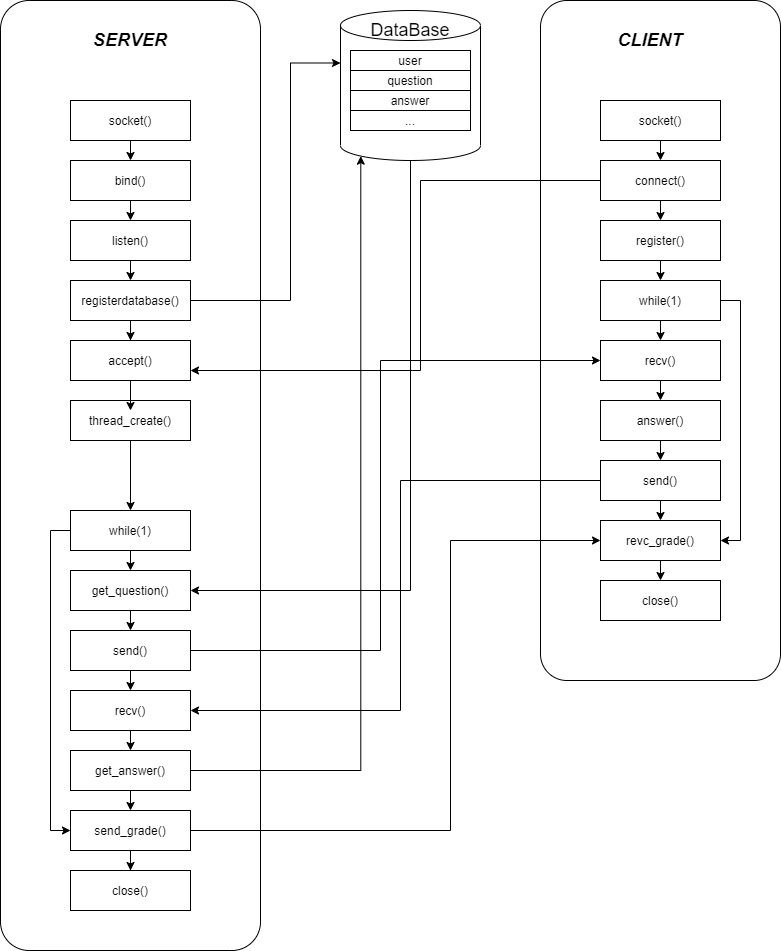 SERVER
socket()
bind()
listen()
registerdatabase()
accept()
thread_create()
while(1)
get_question()
send()
recv()
get_answer()
send_grade()
close()
DataBase
user
question
answer
...
CLIENT
socket()
connect()
register()
while(1)
recv()
answer()
send()
revc_grade()
close()